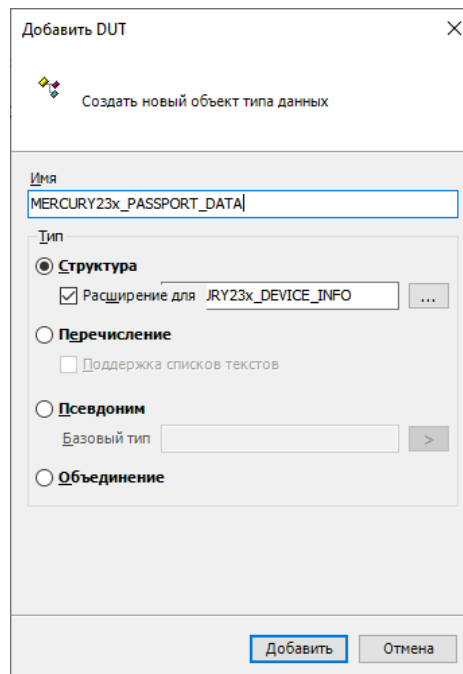 Добавить DUT
Создать новый объект типа данных
Имя
MERCURY23x_PASSPORT_DATA
Тип
Структура
Расширение для JRY23x_DEVICE_INFO ...
Перечисление
Поддержка списков текстов
Псевдоним
Базовый тип >
Объединение
Добавить Отмена